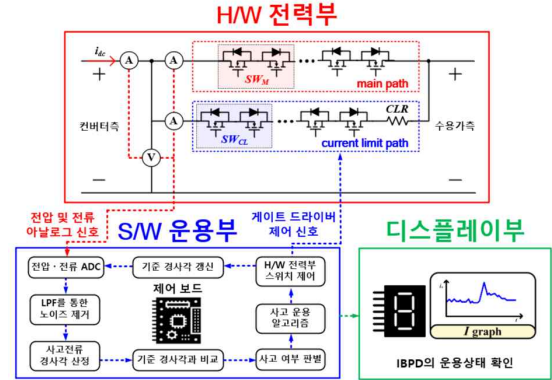 H/W 전력부
i_dc
A
A
SW_M
main path
+
+
컨버터측
A
CLR
수용가측
SW_CL
current limit path
V
−
−
전압 및 전류
아날로그 신호
게이트 드라이버
제어 신호
S/W 운용부
디스플레이부
전압 · 전류 ADC
기준 경사각 갱신
H/W 전력부
스위치 제어
제어 보드
LPF를 통한
노이즈 제거
사고 운용
알고리즘
사고전류
경사각 산정
기준 경사각과 비교
사고 여부 판별
I graph
IBPD의 운용상태 확인